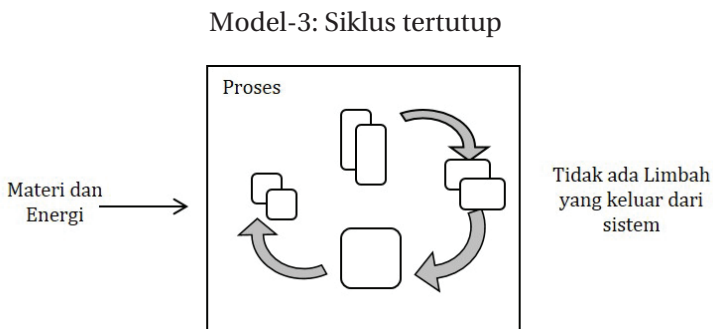 Model-3: Siklus tertutup
Proses
Materi dan
Energi
Tidak ada Limbah
yang keluar dari
sistem